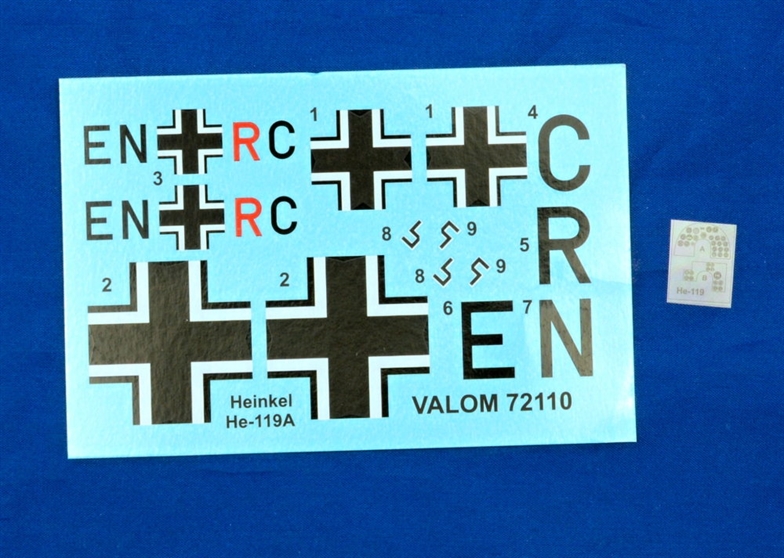 EN RC
1
1
4
C
3
EN RC
8
9
5
R
8
9
2
2
6
E
7
N
Heinkel
He-119A
VALOM 72110
A
B
He-119